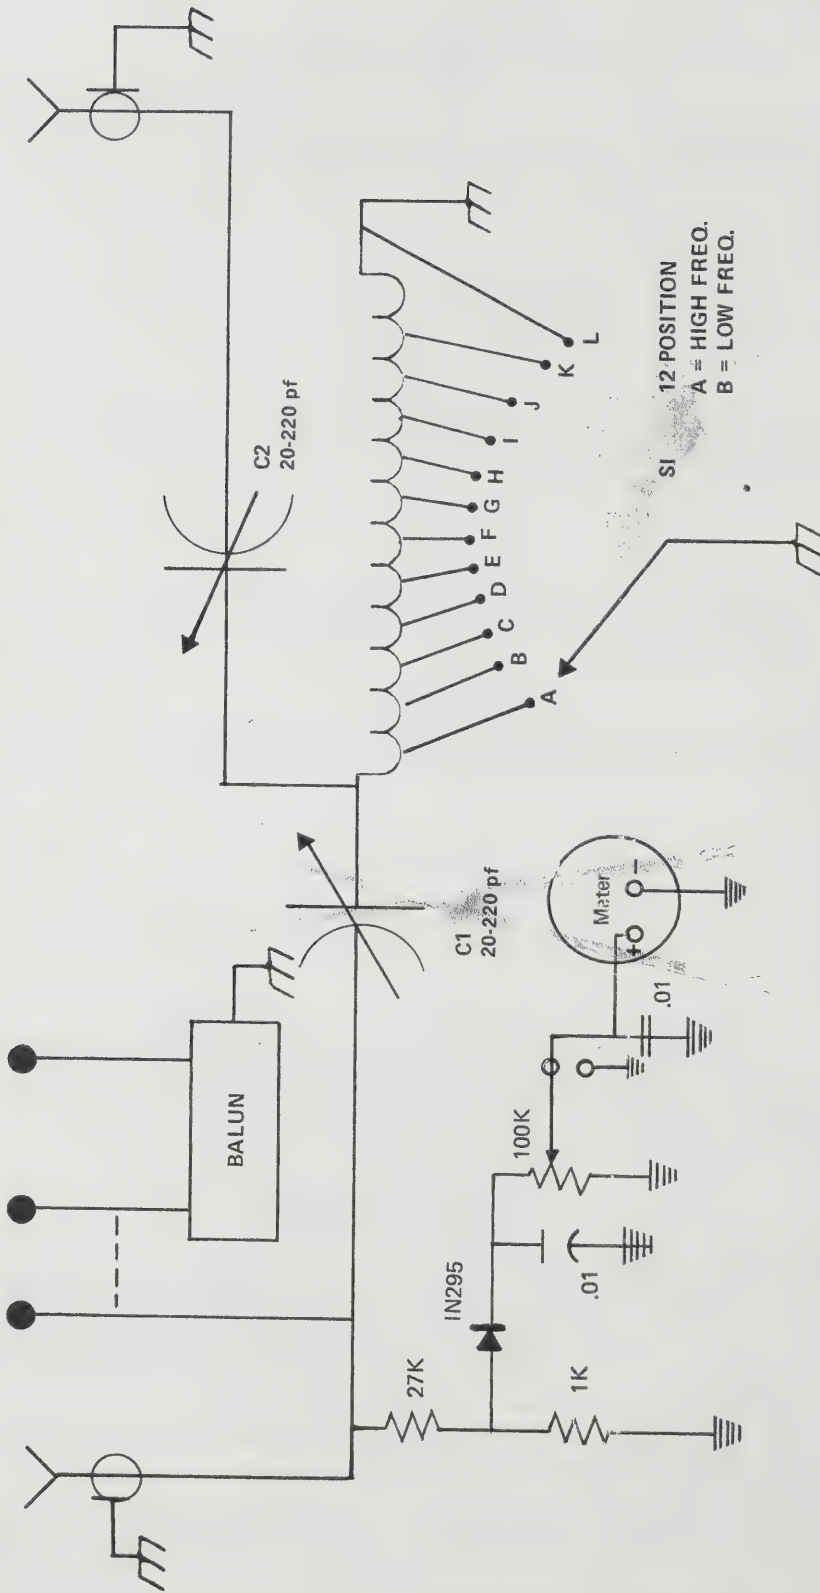 BALUN
C2
20-220 pf
C1
20-220 pf
27K
IN295
100K
1K
.01
.01
Meter
+ −
A B C D E F G H I J K L
SI 12 POSITION
A = HIGH FREQ.
B = LOW FREQ.